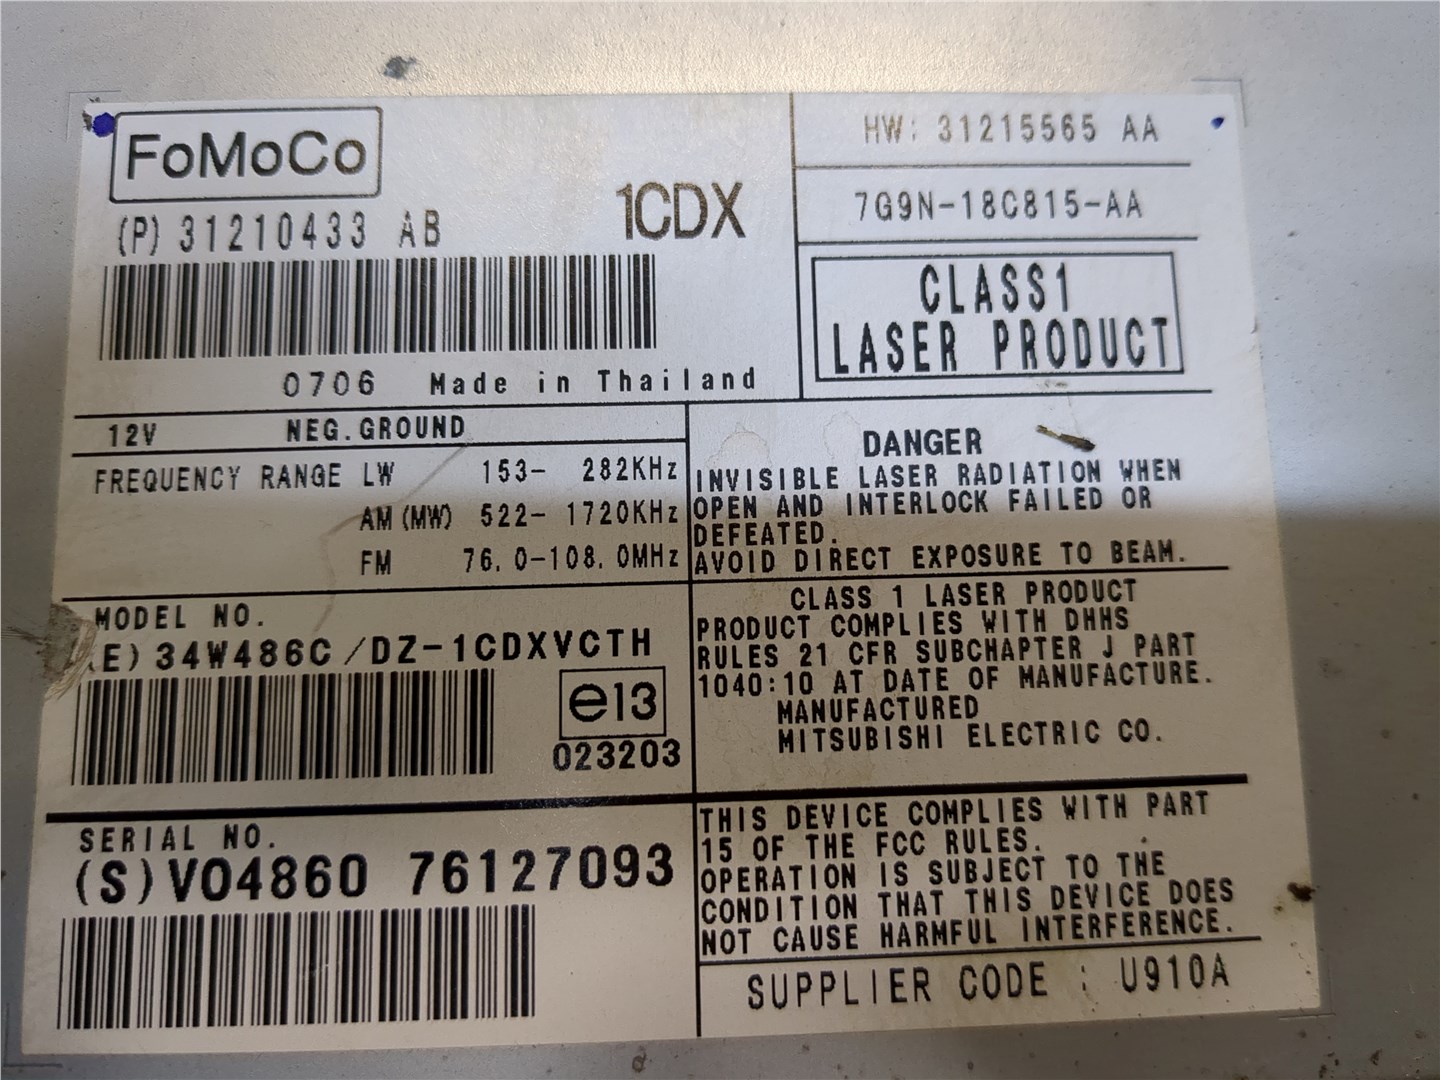 FoMoCo
(P) 31210433 AB
1CDX
0706 Made in Thailand
HW: 31215565 AA
7G9N-18C815-AA
CLASS1
LASER PRODUCT
12V NEG.GROUND
FREQUENCY RANGE LW 153- 282KHz
AM (MW) 522- 1720KHz
FM 76.0-108.0MHz
DANGER
INVISIBLE LASER RADIATION WHEN
OPEN AND INTERLOCK FAILED OR
DEFEATED.
AVOID DIRECT EXPOSURE TO BEAM.
MODEL NO.
(E) 34W486C /DZ-1CDXVCTH
e13
023203
CLASS 1 LASER PRODUCT
PRODUCT COMPLIES WITH DHHS
RULES 21 CFR SUBCHAPTER J PART
1040:10 AT DATE OF MANUFACTURE.
MANUFACTURED
MITSUBISHI ELECTRIC CO.
SERIAL NO.
(S) VO4860 76127093
THIS DEVICE COMPLIES WITH PART
15 OF THE FCC RULES.
OPERATION IS SUBJECT TO THE
CONDITION THAT THIS DEVICE DOES
NOT CAUSE HARMFUL INTERFERENCE.
SUPPLIER CODE : U910A